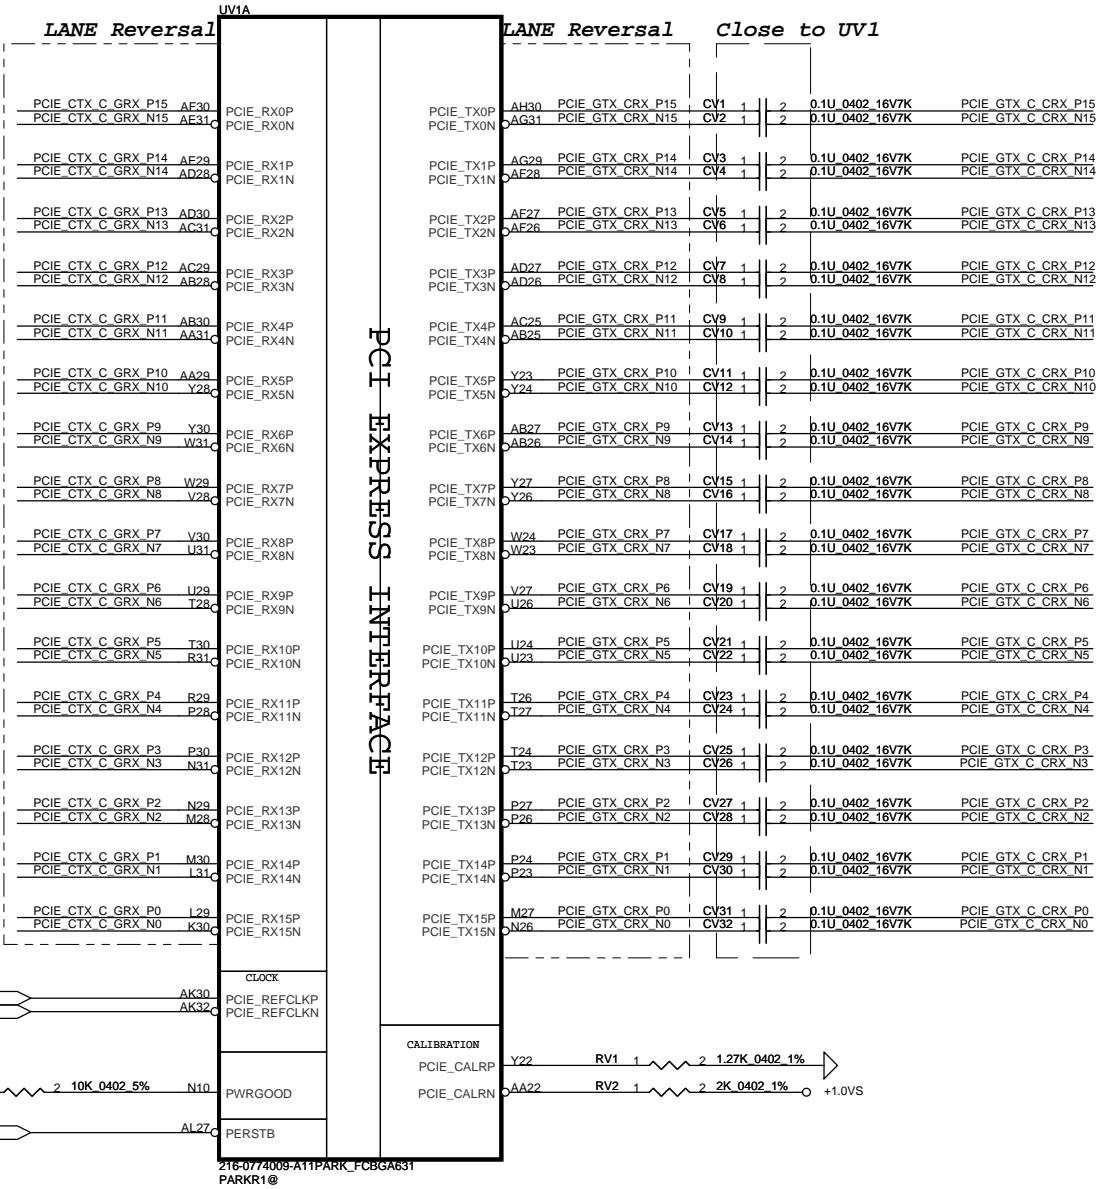 UV1A
LANE Reversal LANE Reversal Close to UV1
PCIE_CTX_C_GRX_P15 AF30 PCIE_RX0P PCIE_TX0P AH30 PCIE_GTX_CRX_P15 CV1 1 2 0.1U_0402_16V7K PCIE_GTX_C_CRX_P15
PCIE_CTX_C_GRX_N15 AE31 PCIE_RX0N PCIE_TX0N AG31 PCIE_GTX_CRX_N15 CV2 1 2 0.1U_0402_16V7K PCIE_GTX_C_CRX_N15
PCIE_CTX_C_GRX_P14 AE29 PCIE_RX1P PCIE_TX1P AG29 PCIE_GTX_CRX_P14 CV3 1 2 0.1U_0402_16V7K PCIE_GTX_C_CRX_P14
PCIE_CTX_C_GRX_N14 AD28 PCIE_RX1N PCIE_TX1N AF28 PCIE_GTX_CRX_N14 CV4 1 2 0.1U_0402_16V7K PCIE_GTX_C_CRX_N14
PCIE_CTX_C_GRX_P13 AD30 PCIE_RX2P PCIE_TX2P AF27 PCIE_GTX_CRX_P13 CV5 1 2 0.1U_0402_16V7K PCIE_GTX_C_CRX_P13
PCIE_CTX_C_GRX_N13 AC31 PCIE_RX2N PCIE_TX2N AF26 PCIE_GTX_CRX_N13 CV6 1 2 0.1U_0402_16V7K PCIE_GTX_C_CRX_N13
PCIE_CTX_C_GRX_P12 AC29 PCIE_RX3P PCIE_TX3P AD27 PCIE_GTX_CRX_P12 CV7 1 2 0.1U_0402_16V7K PCIE_GTX_C_CRX_P12
PCIE_CTX_C_GRX_N12 AB28 PCIE_RX3N PCIE_TX3N AD26 PCIE_GTX_CRX_N12 CV8 1 2 0.1U_0402_16V7K PCIE_GTX_C_CRX_N12
PCIE_CTX_C_GRX_P11 AB30 PCIE_RX4P PCIE_TX4P AC25 PCIE_GTX_CRX_P11 CV9 1 2 0.1U_0402_16V7K PCIE_GTX_C_CRX_P11
PCIE_CTX_C_GRX_N11 AA31 PCIE_RX4N PCIE_TX4N AB25 PCIE_GTX_CRX_N11 CV10 1 2 0.1U_0402_16V7K PCIE_GTX_C_CRX_N11
PCIE_CTX_C_GRX_P10 AA29 PCIE_RX5P PCIE_TX5P Y23 PCIE_GTX_CRX_P10 CV11 1 2 0.1U_0402_16V7K PCIE_GTX_C_CRX_P10
PCIE_CTX_C_GRX_N10 Y28 PCIE_RX5N PCIE_TX5N Y24 PCIE_GTX_CRX_N10 CV12 1 2 0.1U_0402_16V7K PCIE_GTX_C_CRX_N10
PCIE_CTX_C_GRX_P9 Y30 PCIE_RX6P PCIE_TX6P AB27 PCIE_GTX_CRX_P9 CV13 1 2 0.1U_0402_16V7K PCIE_GTX_C_CRX_P9
PCIE_CTX_C_GRX_N9 W31 PCIE_RX6N PCIE_TX6N AB26 PCIE_GTX_CRX_N9 CV14 1 2 0.1U_0402_16V7K PCIE_GTX_C_CRX_N9
PCIE_CTX_C_GRX_P8 W29 PCIE_RX7P PCIE_TX7P Y27 PCIE_GTX_CRX_P8 CV15 1 2 0.1U_0402_16V7K PCIE_GTX_C_CRX_P8
PCIE_CTX_C_GRX_N8 V28 PCIE_RX7N PCIE_TX7N Y26 PCIE_GTX_CRX_N8 CV16 1 2 0.1U_0402_16V7K PCIE_GTX_C_CRX_N8
PCIE_CTX_C_GRX_P7 V30 PCIE_RX8P PCIE_TX8P W24 PCIE_GTX_CRX_P7 CV17 1 2 0.1U_0402_16V7K PCIE_GTX_C_CRX_P7
PCIE_CTX_C_GRX_N7 U31 PCIE_RX8N PCIE_TX8N W23 PCIE_GTX_CRX_N7 CV18 1 2 0.1U_0402_16V7K PCIE_GTX_C_CRX_N7
PCIE_CTX_C_GRX_P6 U29 PCIE_RX9P PCIE_TX9P V27 PCIE_GTX_CRX_P6 CV19 1 2 0.1U_0402_16V7K PCIE_GTX_C_CRX_P6
PCIE_CTX_C_GRX_N6 T28 PCIE_RX9N PCIE_TX9N U26 PCIE_GTX_CRX_N6 CV20 1 2 0.1U_0402_16V7K PCIE_GTX_C_CRX_N6
PCIE_CTX_C_GRX_P5 T30 PCIE_RX10P PCIE_TX10P U24 PCIE_GTX_CRX_P5 CV21 1 2 0.1U_0402_16V7K PCIE_GTX_C_CRX_P5
PCIE_CTX_C_GRX_N5 R31 PCIE_RX10N PCIE_TX10N U23 PCIE_GTX_CRX_N5 CV22 1 2 0.1U_0402_16V7K PCIE_GTX_C_CRX_N5
PCIE_CTX_C_GRX_P4 R29 PCIE_RX11P PCIE_TX11P T26 PCIE_GTX_CRX_P4 CV23 1 2 0.1U_0402_16V7K PCIE_GTX_C_CRX_P4
PCIE_CTX_C_GRX_N4 P28 PCIE_RX11N PCIE_TX11N T27 PCIE_GTX_CRX_N4 CV24 1 2 0.1U_0402_16V7K PCIE_GTX_C_CRX_N4
PCIE_CTX_C_GRX_P3 P30 PCIE_RX12P PCIE_TX12P T24 PCIE_GTX_CRX_P3 CV25 1 2 0.1U_0402_16V7K PCIE_GTX_C_CRX_P3
PCIE_CTX_C_GRX_N3 N31 PCIE_RX12N PCIE_TX12N T23 PCIE_GTX_CRX_N3 CV26 1 2 0.1U_0402_16V7K PCIE_GTX_C_CRX_N3
PCIE_CTX_C_GRX_P2 N29 PCIE_RX13P PCIE_TX13P P27 PCIE_GTX_CRX_P2 CV27 1 2 0.1U_0402_16V7K PCIE_GTX_C_CRX_P2
PCIE_CTX_C_GRX_N2 M28 PCIE_RX13N PCIE_TX13N P26 PCIE_GTX_CRX_N2 CV28 1 2 0.1U_0402_16V7K PCIE_GTX_C_CRX_N2
PCIE_CTX_C_GRX_P1 M30 PCIE_RX14P PCIE_TX14P P24 PCIE_GTX_CRX_P1 CV29 1 2 0.1U_0402_16V7K PCIE_GTX_C_CRX_P1
PCIE_CTX_C_GRX_N1 L31 PCIE_RX14N PCIE_TX14N P23 PCIE_GTX_CRX_N1 CV30 1 2 0.1U_0402_16V7K PCIE_GTX_C_CRX_N1
PCIE_CTX_C_GRX_P0 L29 PCIE_RX15P PCIE_TX15P M27 PCIE_GTX_CRX_P0 CV31 1 2 0.1U_0402_16V7K PCIE_GTX_C_CRX_P0
PCIE_CTX_C_GRX_N0 K30 PCIE_RX15N PCIE_TX15N N26 PCIE_GTX_CRX_N0 CV32 1 2 0.1U_0402_16V7K PCIE_GTX_C_CRX_N0
PCI EXPRESS INTERFACE
CLOCK
AK30 PCIE_REFCLKP
AK32 PCIE_REFCLKN
CALIBRATION
PCIE_CALRP Y22 RV1 1 2 1.27K_0402_1%
2 10K_0402_5% N10 PWRGOOD PCIE_CALRN AA22 RV2 1 2 2K_0402_1% +1.0VS
AL27 PERSTB
216-0774009-A11PARK_FCBGA631
PARKR1@